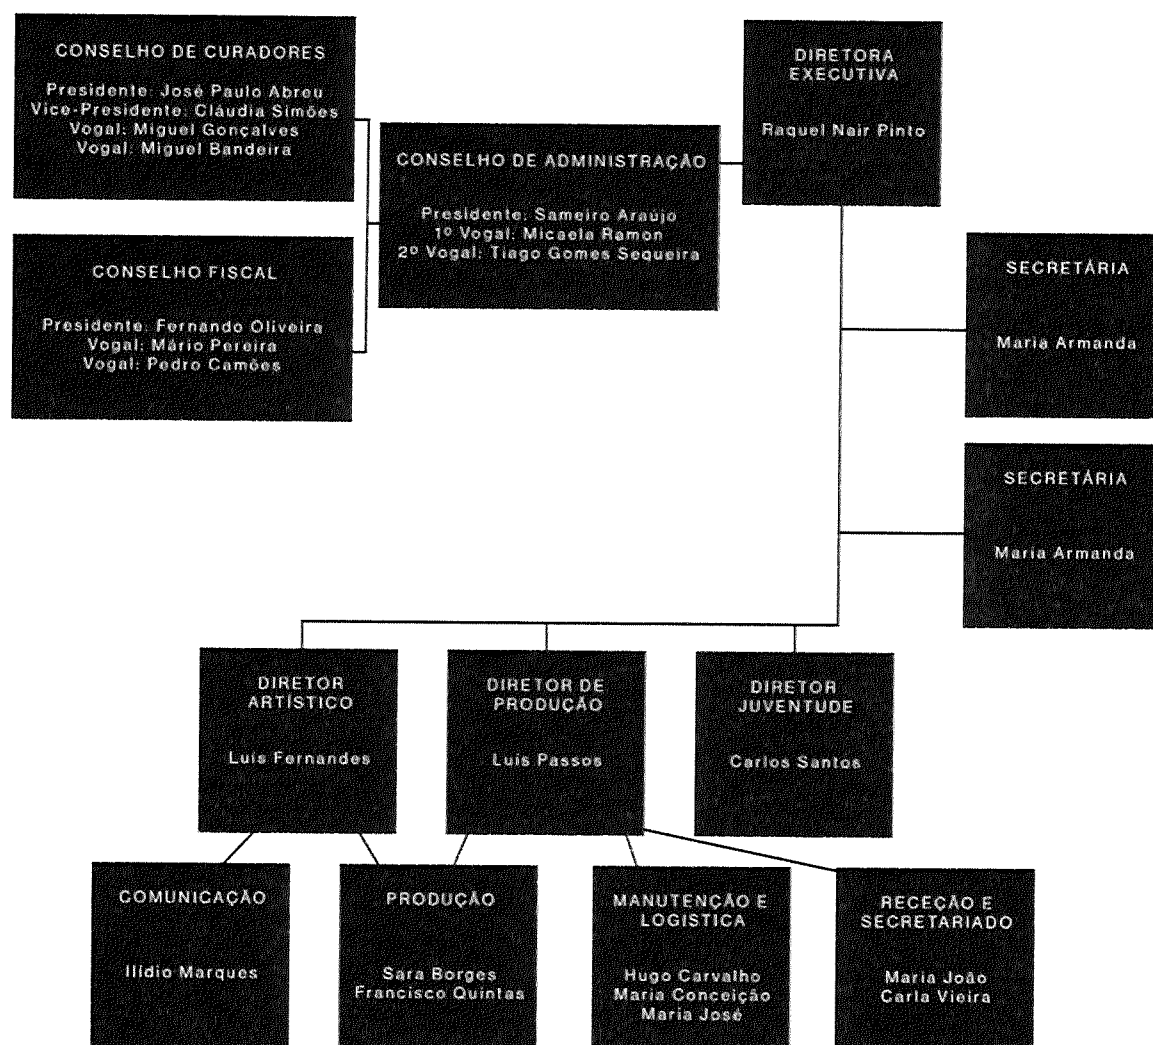 CONSELHO DE CURADORES
Presidente: José Paulo Abreu
Vice-Presidente: Cláudia Simões
Vogal: Miguel Gonçalves
Vogal: Miguel Bandeira
DIRETORA
EXECUTIVA
Raquel Nair Pinto
CONSELHO DE ADMINISTRAÇÃO
Presidente: Sameiro Araújo
1º Vogal: Micaela Ramon
2º Vogal: Tiago Gomes Sequeira
CONSELHO FISCAL
Presidente: Fernando Oliveira
Vogal: Mário Pereira
Vogal: Pedro Camões
SECRETÁRIA
Maria Armanda
SECRETÁRIA
Maria Armanda
DIRETOR
ARTÍSTICO
Luís Fernandes
DIRETOR DE
PRODUÇÃO
Luís Passos
DIRETOR
JUVENTUDE
Carlos Santos
COMUNICAÇÃO
Ilídio Marques
PRODUÇÃO
Sara Borges
Francisco Quintas
MANUTENÇÃO E
LOGISTICA
Hugo Carvalho
Maria Conceição
Maria José
RECEÇÃO E
SECRETARIADO
Maria João
Carla Vieira